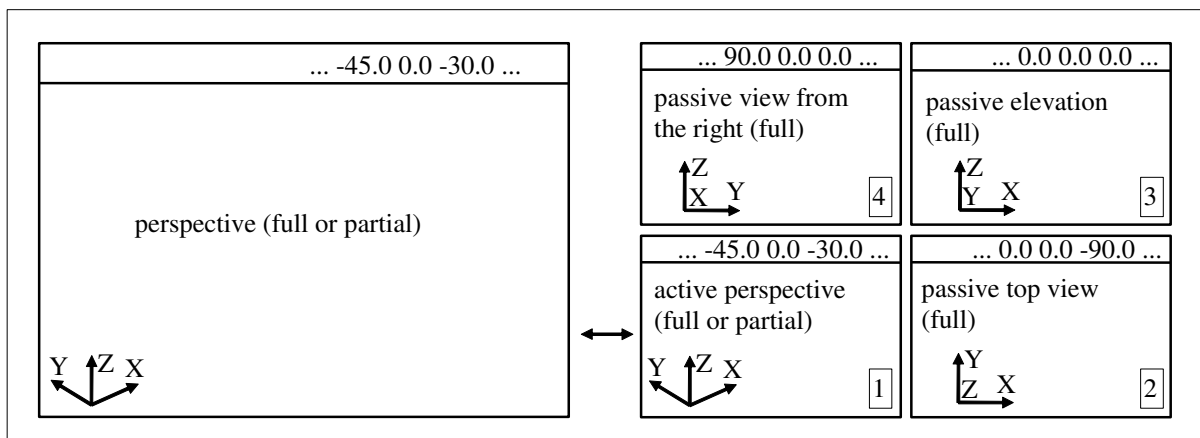 ... -45.0 0.0 -30.0 ...
perspective (full or partial)
Y Z X
... 90.0 0.0 0.0 ...
passive view from
the right (full)
Z
X Y
4
... 0.0 0.0 0.0 ...
passive elevation
(full)
Z
Y X
3
... -45.0 0.0 -30.0 ...
active perspective
(full or partial)
Y Z X
1
... 0.0 0.0 -90.0 ...
passive top view
(full)
Y
Z X
2